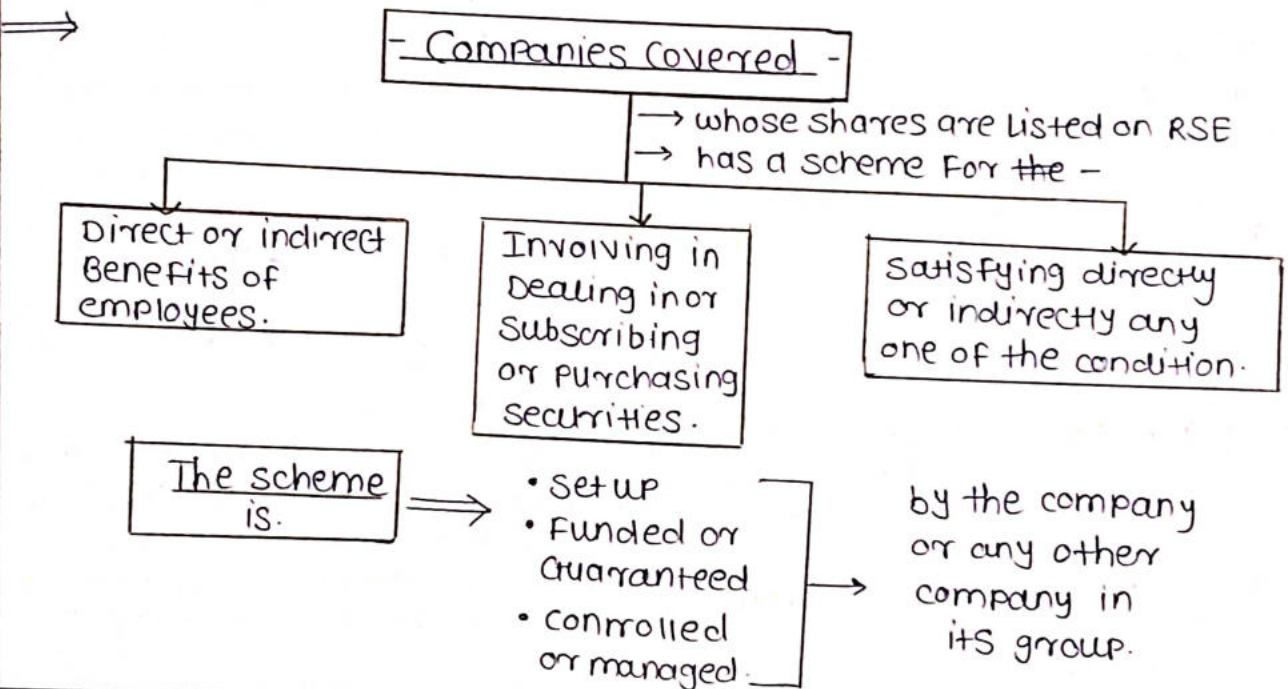 - Companies Covered -
→ whose shares are Listed on RSE
→ has a scheme For the -
Direct or indirect
Benefits of
employees.
Involving in
Dealing in or
Subscribing
or purchasing
securities.
Satisfying directly
or indirectly any
one of the condition.
The scheme
is.
• set up
• Funded or
Guaranteed
• Conrolled
or managed.
by the company
or any other
company in
its group.